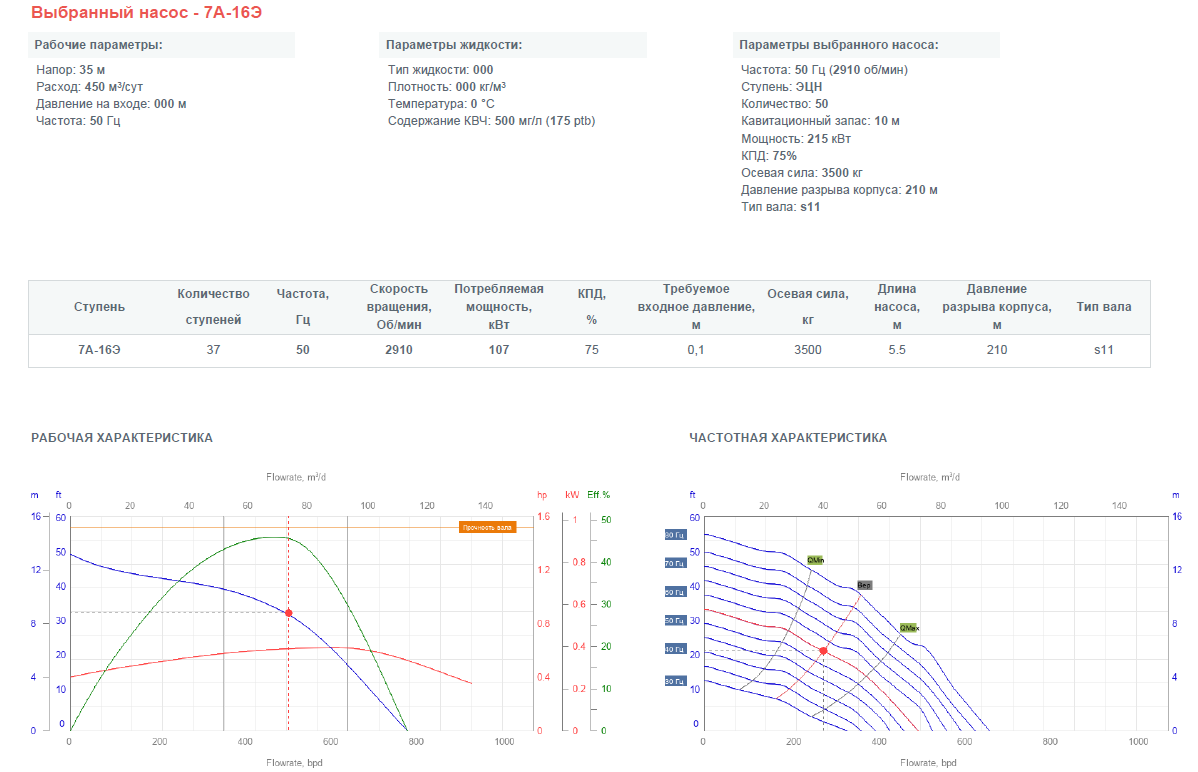 Выбранный насос - 7А-16Э
Рабочие параметры:
Напор: 35 м
Расход: 450 м³/сут
Давление на входе: 000 м
Частота: 50 Гц
Параметры жидкости:
Тип жидкости: 000
Плотность: 000 кг/м³
Температура: 0 °C
Содержание КВЧ: 500 мг/л (175 ptb)
Параметры выбранного насоса:
Частота: 50 Гц (2910 об/мин)
Ступень: ЭЦН
Количество: 50
Кавитационный запас: 10 м
Мощность: 215 кВт
КПД: 75%
Осевая сила: 3500 кг
Давление разрыва корпуса: 210 м
Тип вала: s11
Ступень
Количество
ступеней
Частота,
Гц
Скорость
вращения,
Об/мин
Потребляемая
мощность,
кВт
КПД,
%
Требуемое
входное давление,
м
Осевая сила,
кг
Длина
насоса,
м
Давление
разрыва корпуса,
м
Тип вала
7А-16Э 37 50 2910 107 75 0,1 3500 5.5 210 s11
РАБОЧАЯ ХАРАКТЕРИСТИКА
Flowrate, m³/d
m ft hp kW Eff.%
0 20 40 60 80 100 120 140
16 12 8 4 0
60 50 40 30 20 10 0
Прочность вала
1.6 1.2 0.8 0.4 0
1 0.8 0.6 0.4 0.2 0
50 40 30 20 10 0
0 200 400 600 800 1000
Flowrate, bpd
ЧАСТОТНАЯ ХАРАКТЕРИСТИКА
Flowrate, m³/d
ft m
0 20 40 60 80 100 120 140
60 50 40 30 20 10 0
80 Гц
70 Гц
60 Гц
50 Гц
40 Гц
30 Гц
QMin
Bep
QMax
16 12 8 4 0
0 200 400 600 800 1000
Flowrate, bpd